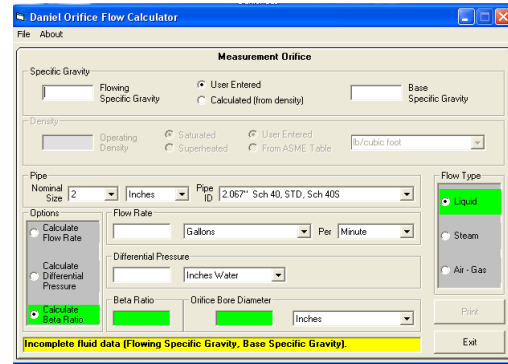 Daniel Orifice Flow Calculator
File About
Measurement Orifice
Specific Gravity
Flowing Specific Gravity
User Entered
Calculated (from density)
Base Specific Gravity
Density
Operating Density
Saturated
Superheated
User Entered
From ASME Table
lb/cubic foot
Pipe
Nominal Size 2 Inches Pipe ID 2.067" Sch 40, STD, Sch 40S
Flow Type
Liquid
Steam
Air - Gas
Options
Calculate Flow Rate
Calculate Differential Pressure
Calculate Beta Ratio
Flow Rate
Gallons Per Minute
Differential Pressure
Inches Water
Beta Ratio
Orifice Bore Diameter
Inches
Print
Exit
Incomplete fluid data (Flowing Specific Gravity, Base Specific Gravity).